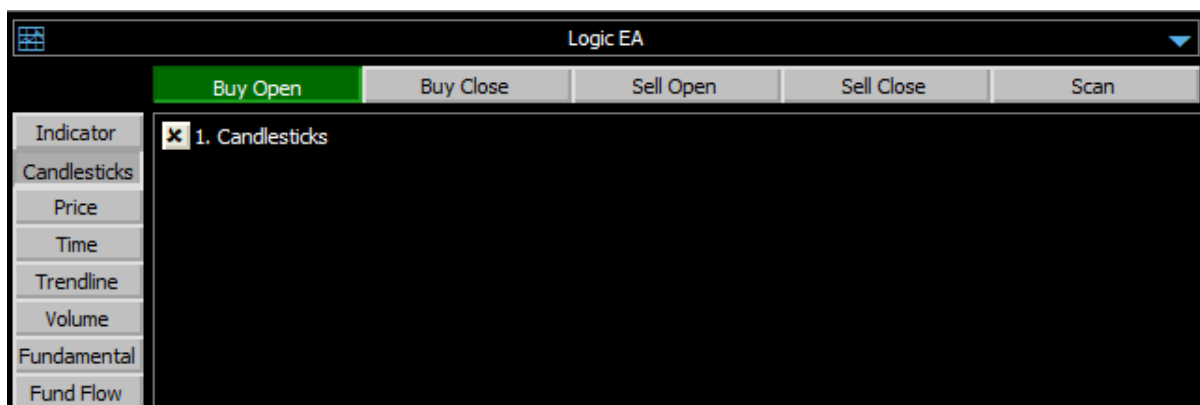 Logic EA
Buy Open Buy Close Sell Open Sell Close Scan
Indicator
1. Candlesticks
Candlesticks
Price
Time
Trendline
Volume
Fundamental
Fund Flow